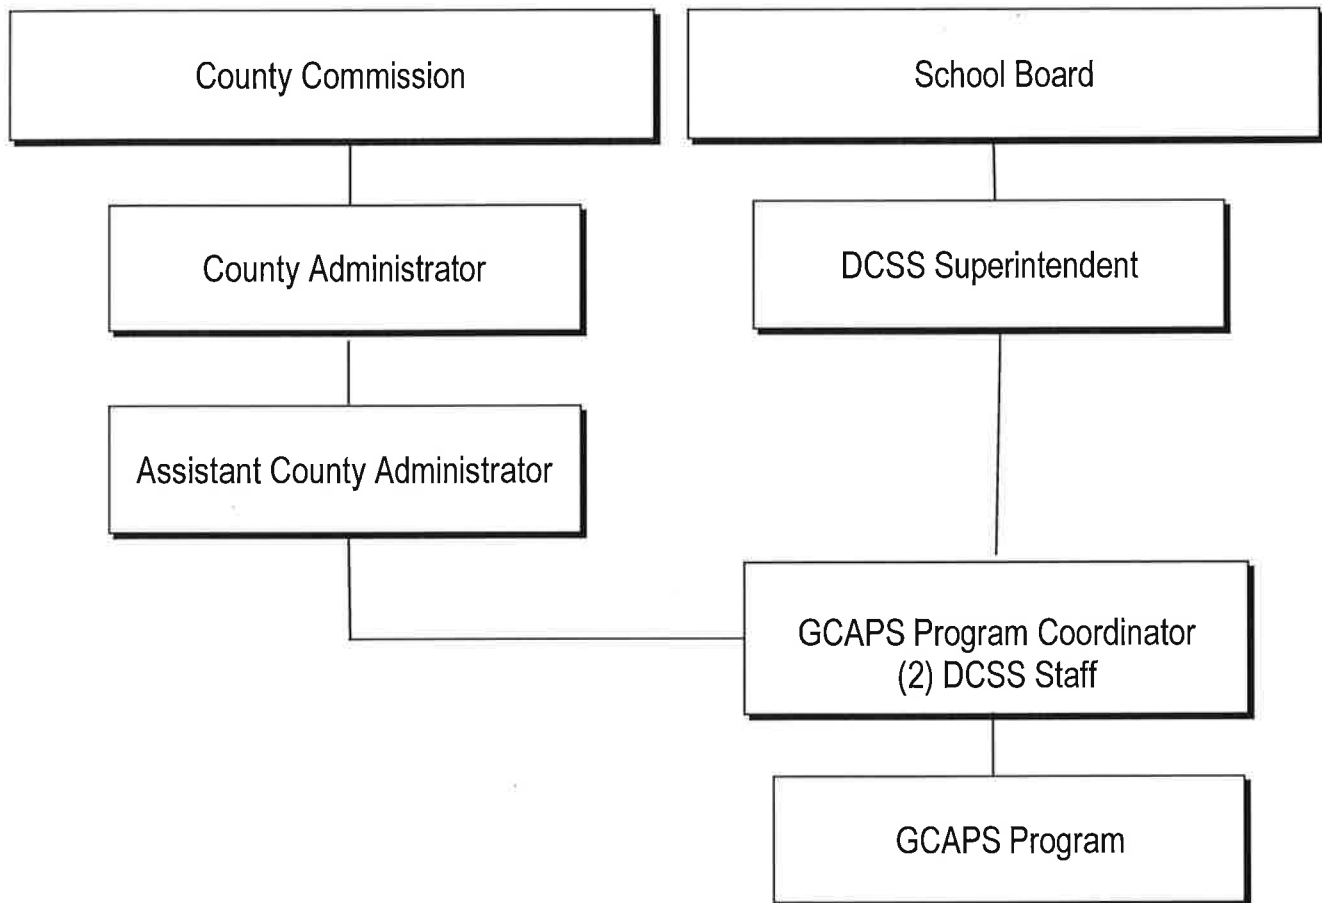 County Commission
School Board
County Administrator
DCSS Superintendent
Assistant County Administrator
GCAPS Program Coordinator
(2) DCSS Staff
GCAPS Program